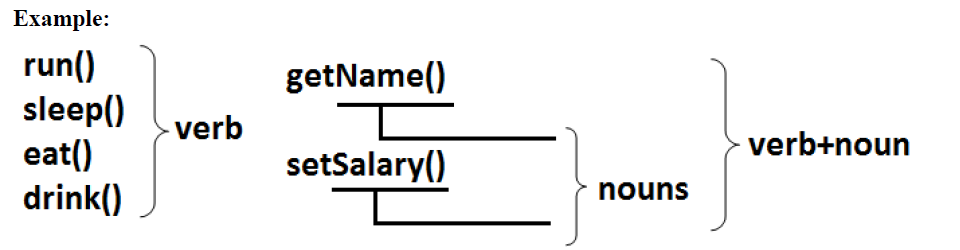 Example:
run()
sleep()
eat()
drink()
verb
getName()
setSalary()
nouns
verb+noun